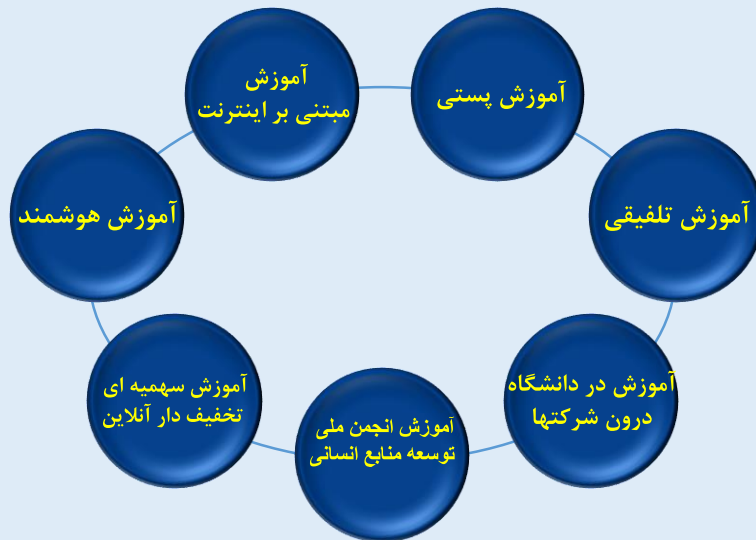 آموزش پستی
آموزش
مبتنی بر اینترنت
آموزش تلفیقی
آموزش هوشمند
آموزش در دانشگاه
درون شرکتها
آموزش سهمیه ای
تخفیف دار آنلاین
آموزش انجمن ملی
توسعه منابع انسانی